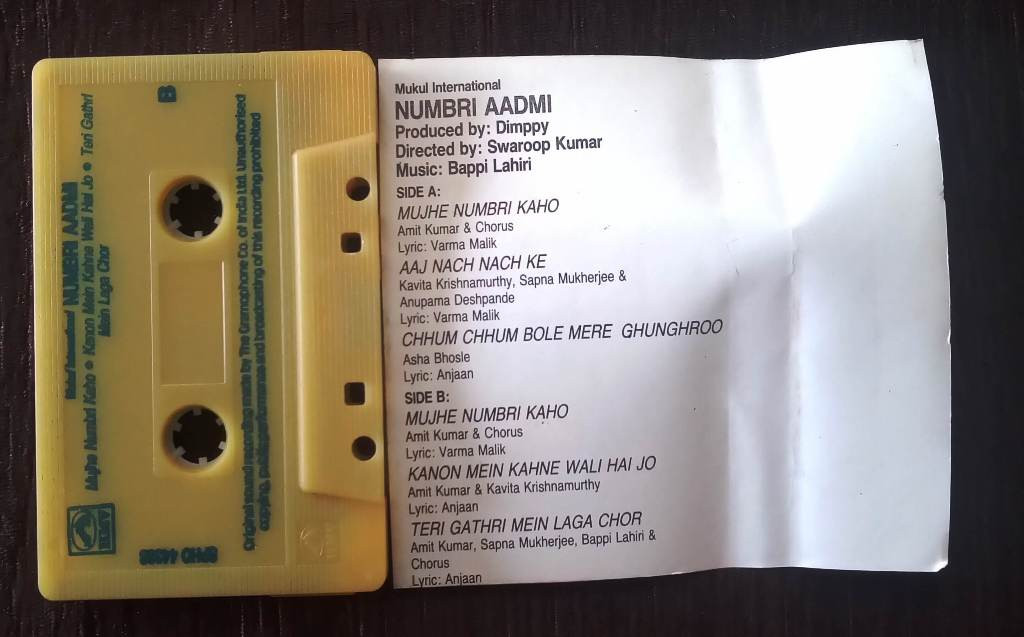 B
Mukul International NUMBRI AADMI
Mujhe Numbri Kaho ● Kanon Mein Kahne Wali Hai Jo ● Teri Gathri
Mein Laga Chor
Original sound recording made by The Gramophone Co. of India Ltd. Unauthorised
copying, public performance and broadcasting of this recording prohibited
HMV
SPHO
Mukul International
NUMBRI AADMI
Produced by: Dimppy
Directed by: Swaroop Kumar
Music: Bappi Lahiri
SIDE A:
MUJHE NUMBRI KAHO
Amit Kumar & Chorus
Lyric: Varma Malik
AAJ NACH NACH KE
Kavita Krishnamurthy, Sapna Mukherjee &
Anupama Deshpande
Lyric: Varma Malik
CHHUM CHHUM BOLE MERE GHUNGHROO
Asha Bhosle
Lyric: Anjaan
SIDE B:
MUJHE NUMBRI KAHO
Amit Kumar & Chorus
Lyric: Varma Malik
KANON MEIN KAHNE WALI HAI JO
Amit Kumar & Kavita Krishnamurthy
Lyric: Anjaan
TERI GATHRI MEIN LAGA CHOR
Amit Kumar, Sapna Mukherjee, Bappi Lahiri &
Chorus
Lyric: Anjaan